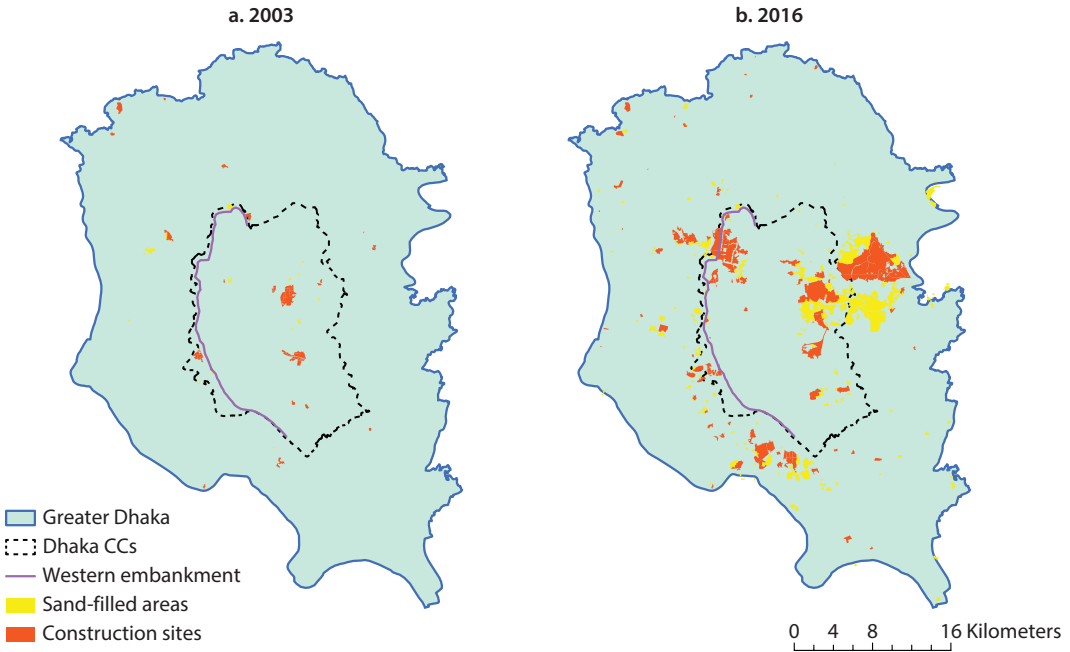 a. 2003
b. 2016
Greater Dhaka
Dhaka CCs
Western embankment
Sand-filled areas
Construction sites
0 4 8 16 Kilometers